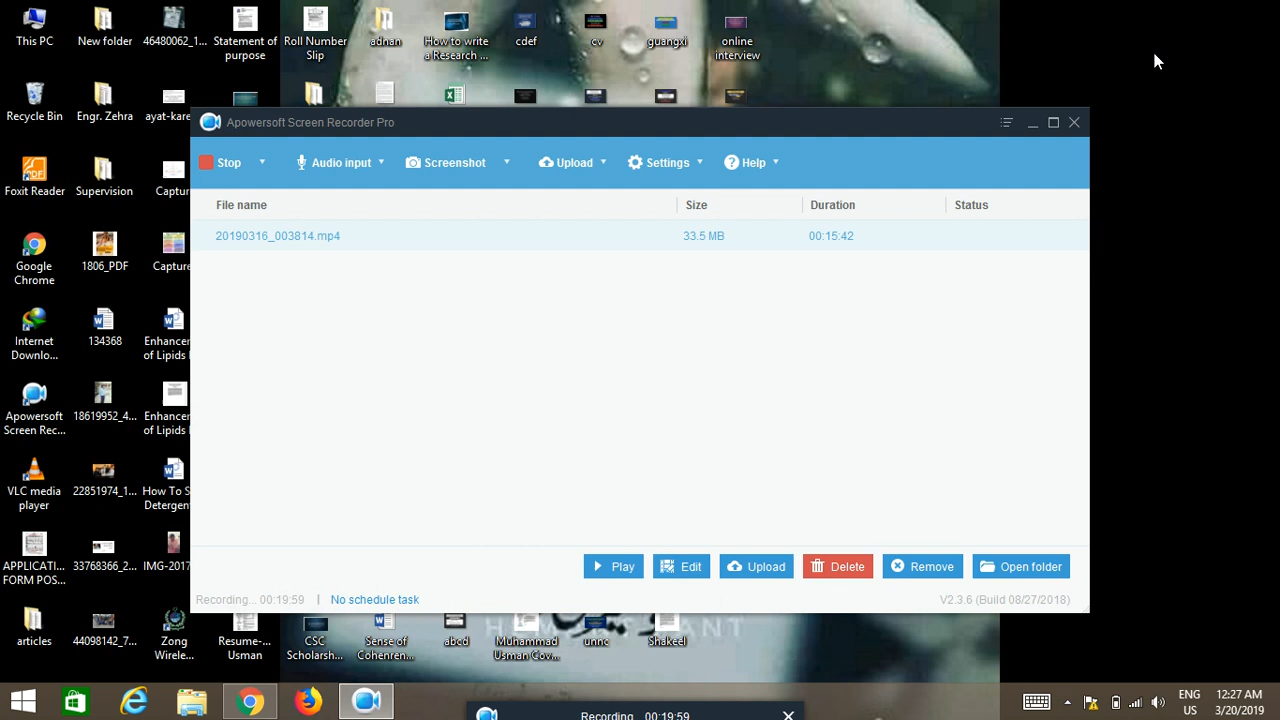 This PC
New folder
46480062_1...
Statement of
purpose
Roll Number
Slip
adnan
How to write
a Research ...
cdef
cv
guangxi
online
interview
Recycle Bin
Engr. Zehra
ayat-kare
Apowersoft Screen Recorder Pro
Stop
Audio input
Screenshot
Upload
Settings
Help
Foxit Reader
Supervision
Captur
File name
Size
Duration
Status
20190316_003814.mp4
33.5 MB
00:15:42
Google
Chrome
1806_PDF
Capture
Internet
Downlo...
134368
Enhancer
of Lipids
Apowersoft
Screen Rec...
18619952_4...
Enhancer
of Lipids
VLC media
player
22851974_1...
How To S
Detergent
APPLICATI...
FORM POS...
33768366_2...
IMG-2017
Play
Edit
Upload
Delete
Remove
Open folder
Recording... 00:19:59
No schedule task
V2.3.6 (Build 08/27/2018)
articles
44098142_7...
Zong
Wirele...
Resume-...
Usman
CSC
Scholarsh...
Sense of
Cohenren...
abcd
Muhammad
Usman Cov...
unnc
Shakeel
ENG
US
12:27 AM
3/20/2019
Recording
00:19:59